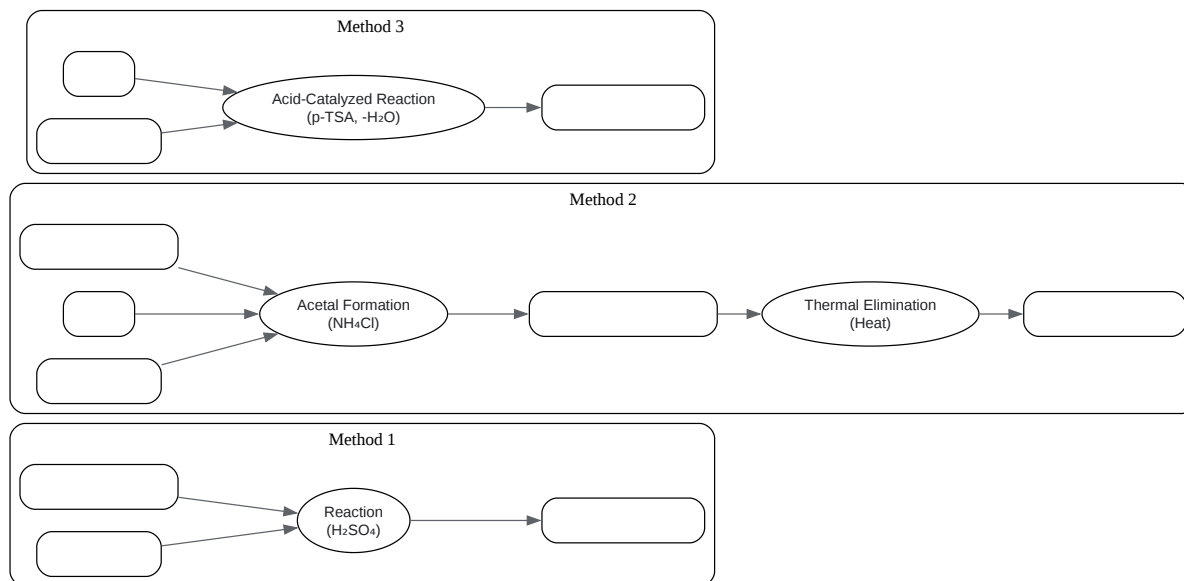 Method 3
Acid-Catalyzed Reaction
(p-TSA, -H₂O)
Method 2
Acetal Formation
(NH₄Cl)
Thermal Elimination
(Heat)
Method 1
Reaction
(H₂SO₄)